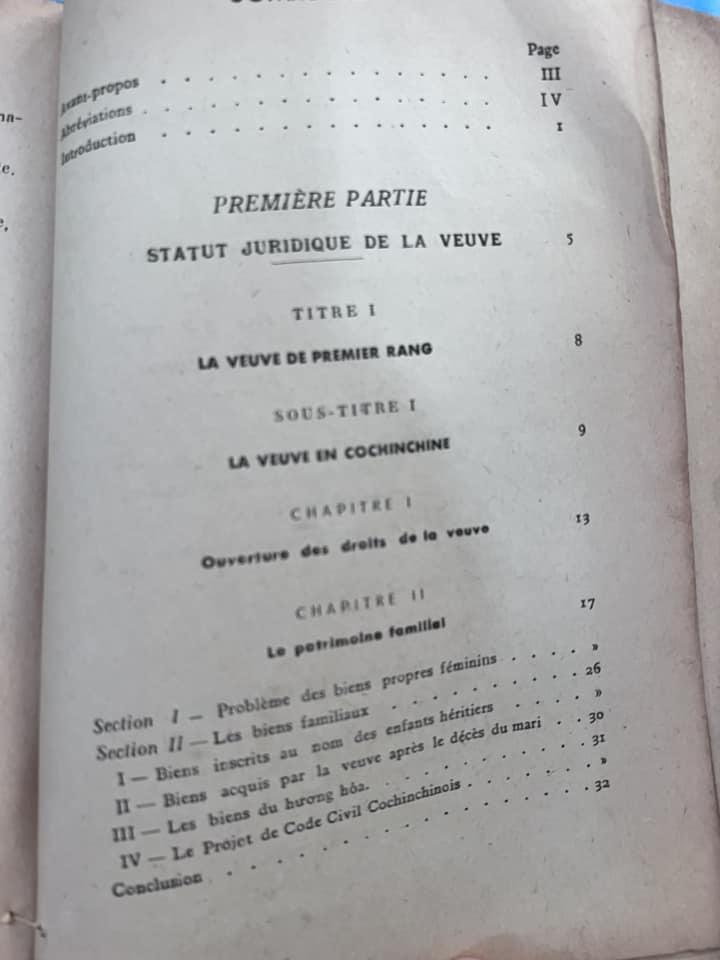 Page
Avant-propos . . . . . . . . . . . . . . III
Abréviations . . . . . . . . . . . . . . IV
Introduction . . . . . . . . . . . . . . I
PREMIÈRE PARTIE
STATUT JURIDIQUE DE LA VEUVE 5
TITRE I
LA VEUVE DE PREMIER RANG 8
SOUS-TITRE I
LA VEUVE EN COCHINCHINE 9
CHAPITRE I
Ouverture des droits de la veuve 13
CHAPITRE II
Le patrimoine familial 17
Section I — Problème des biens propres féminins . . . . »
Section II — Les biens familiaux . . . . . . . . . 26
I — Biens inscrits au nom des enfants héritiers . . . . »
II — Biens acquis par la veuve après le décès du mari . . 30
III — Les biens du hương hỏa. . . . . . . . . . 31
IV — Le Projet de Code Civil Cochinchinois . . . . . . »
Conclusion . . . . . . . . . . . . . . . . 32